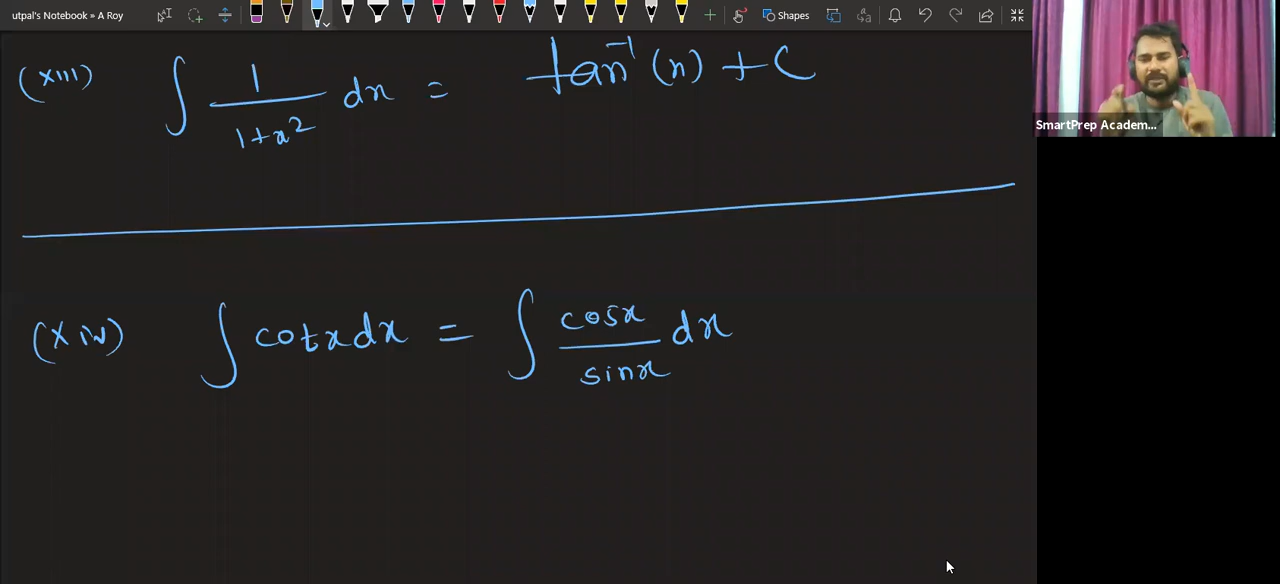 utpal's Notebook » A Roy
Shapes
SmartPrep Academ...
(XIII) ∫ 1/(1+x²) dx = tan⁻¹(x) + C
(XIV) ∫ cotx dx = ∫ cosx/sinx dx